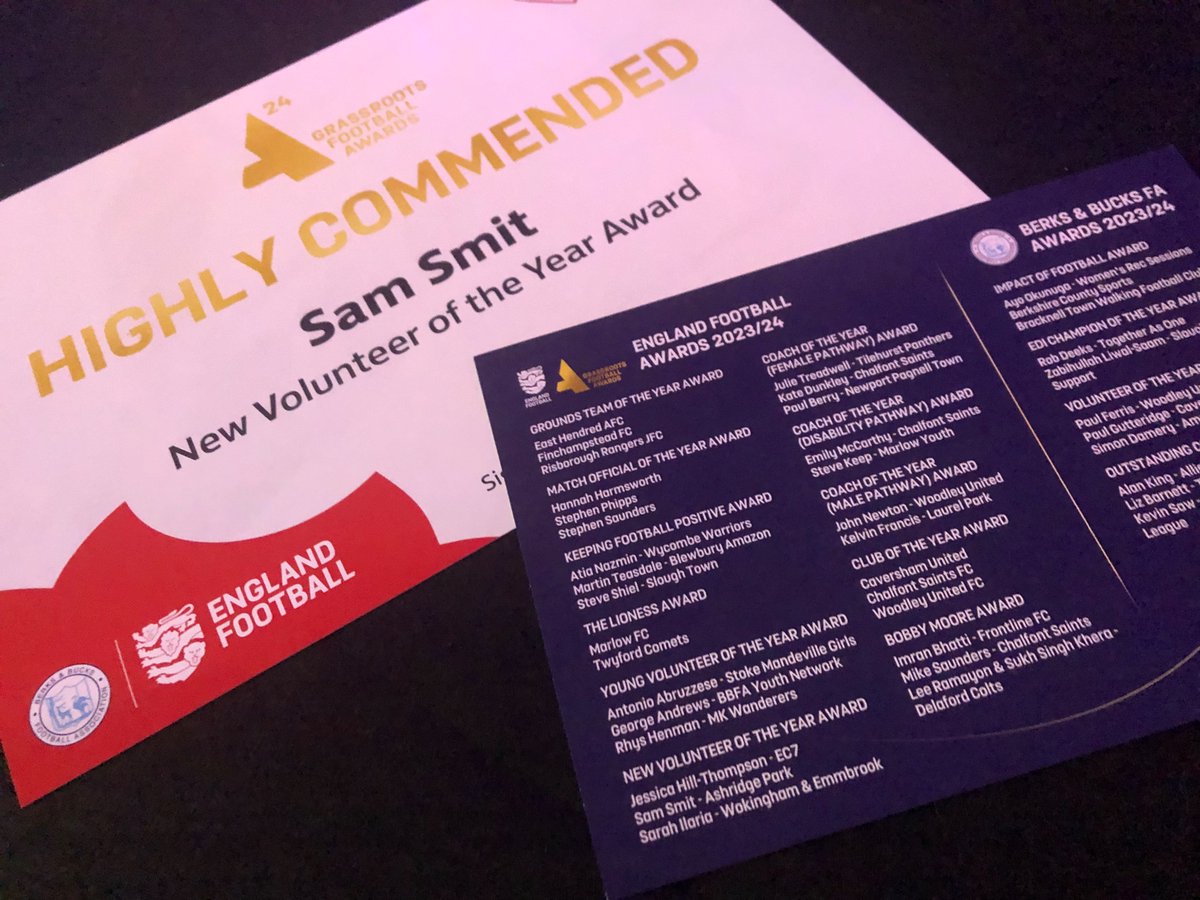 24
GRASSROOTS
FOOTBALL
AWARDS
HIGHLY COMMENDED
Sam Smit
New Volunteer of the Year Award
ENGLAND
FOOTBALL
BERKS & BUCKS
FOOTBALL ASSOCIATION
ENGLAND
FOOTBALL
GRASSROOTS
FOOTBALL
AWARDS
ENGLAND FOOTBALL
AWARDS 2023/24
GROUNDS TEAM OF THE YEAR AWARD
East Hendred AFC
Finchampstead FC
Risborough Rangers JFC
MATCH OFFICIAL OF THE YEAR AWARD
Hannah Harmsworth
Stephen Phipps
Stephen Saunders
KEEPING FOOTBALL POSITIVE AWARD
Atia Nazmin - Wycombe Warriors
Martin Teasdale - Blewbury Amazon
Steve Shiel - Slough Town
THE LIONESS AWARD
Marlow FC
Twyford Comets
YOUNG VOLUNTEER OF THE YEAR AWARD
Antonio Abruzzese - Stoke Mandeville Girls
George Andrews - BBFA Youth Network
Rhys Henman - MK Wanderers
NEW VOLUNTEER OF THE YEAR AWARD
Jessica Hill-Thompson - EC7
Sam Smit - Ashridge Park
Sarah Ilaria - Wokingham & Emmbrook
COACH OF THE YEAR
(FEMALE PATHWAY) AWARD
Julie Treadwell - Tilehurst Panthers
Kate Dunkley - Chalfont Saints
Paul Berry - Newport Pagnell Town
COACH OF THE YEAR
(DISABILITY PATHWAY) AWARD
Emily McCarthy - Chalfont Saints
Steve Keep - Marlow Youth
COACH OF THE YEAR
(MALE PATHWAY) AWARD
John Newton - Woodley United
Kelvin Francis - Laurel Park
CLUB OF THE YEAR AWARD
Caversham United
Chalfont Saints FC
Woodley United FC
BOBBY MOORE AWARD
Imran Bhatti - Frontline FC
Mike Saunders - Chalfont Saints
Lee Ramayon & Sukh Singh Khera -
Delaford Colts
BERKS & BUCKS FA
AWARDS 2023/24
IMPACT OF FOOTBALL AWARD
Ayo Okunuga - Women's Rec Sessions
Berkshire County Sports
Bracknell Town Walking Football
EDI CHAMPION OF THE YEAR
Rob Deeks - Together As One
Zabihullah Liwal-Saam -
Support
VOLUNTEER OF THE YEAR
Paul Ferris - Woodley
Paul Gutteridge -
Simon Danery -
OUTSTANDING
Alan King -
Liz Barnett -
Kevin
League